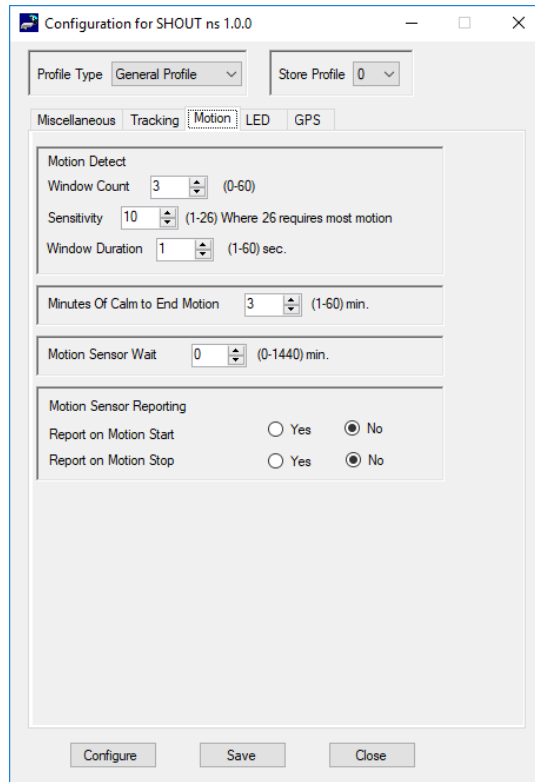 Configuration for SHOUT ns 1.0.0
Profile Type General Profile Store Profile 0
Miscellaneous Tracking Motion LED GPS
Motion Detect
Window Count 3 (0-60)
Sensitivity 10 (1-26) Where 26 requires most motion
Window Duration 1 (1-60) sec.
Minutes Of Calm to End Motion 3 (1-60) min.
Motion Sensor Wait 0 (0-1440) min.
Motion Sensor Reporting
Report on Motion Start Yes No
Report on Motion Stop Yes No
Configure Save Close